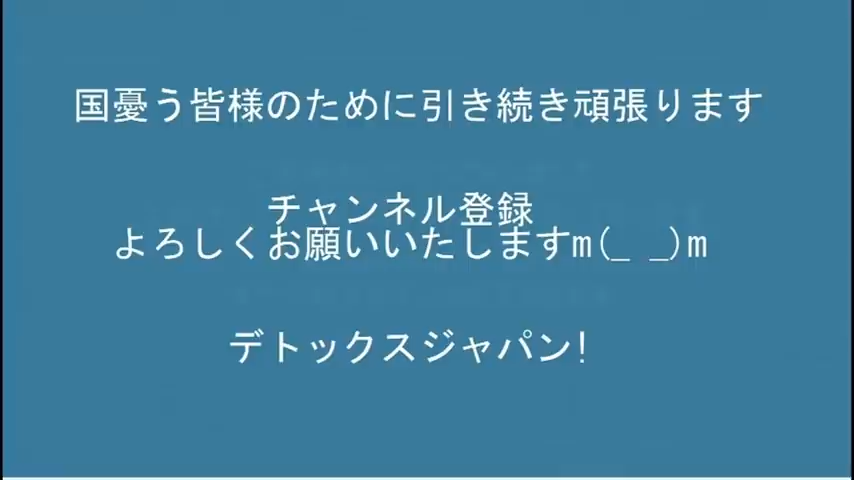 国憂う皆様のために引き続き頑張ります
チャンネル登録
よろしくお願いいたしますm(_ _)m
デトックスジャパン!